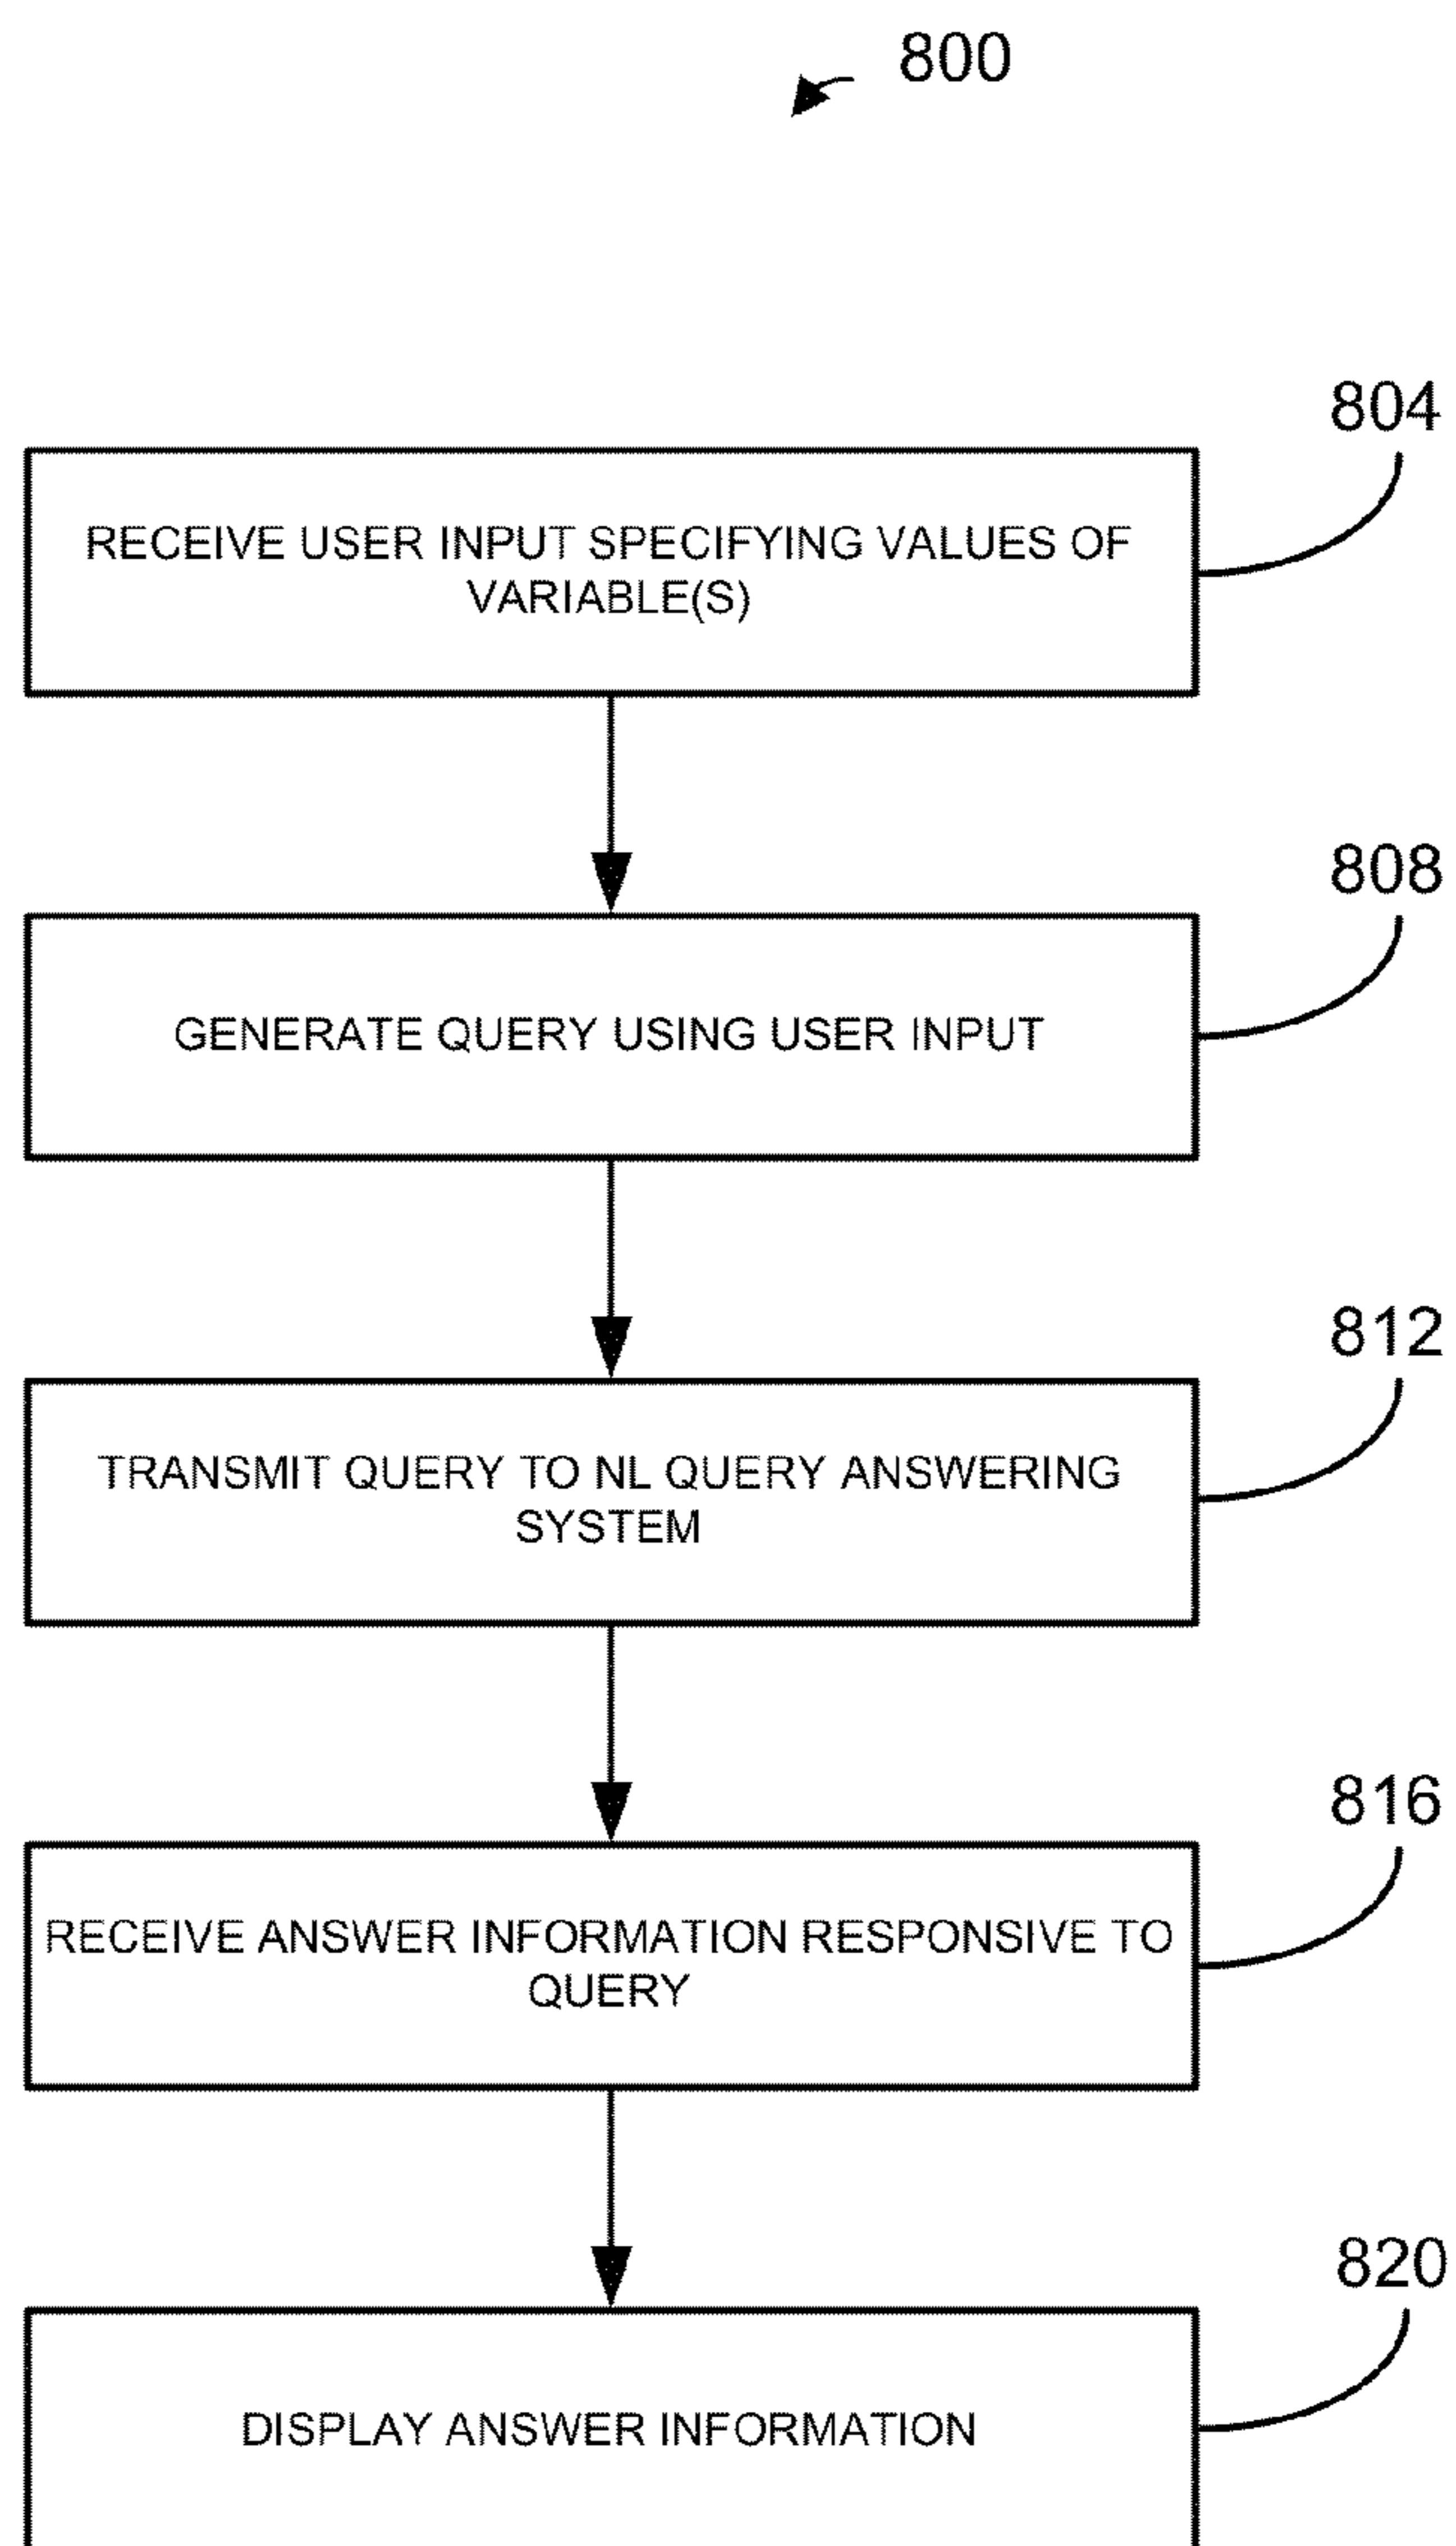 800
804
RECEIVE USER INPUT SPECIFYING VALUES OF
VARIABLE(S)
808
GENERATE QUERY USING USER INPUT
812
TRANSMIT QUERY TO NL QUERY ANSWERING
SYSTEM
816
RECEIVE ANSWER INFORMATION RESPONSIVE TO
QUERY
820
DISPLAY ANSWER INFORMATION